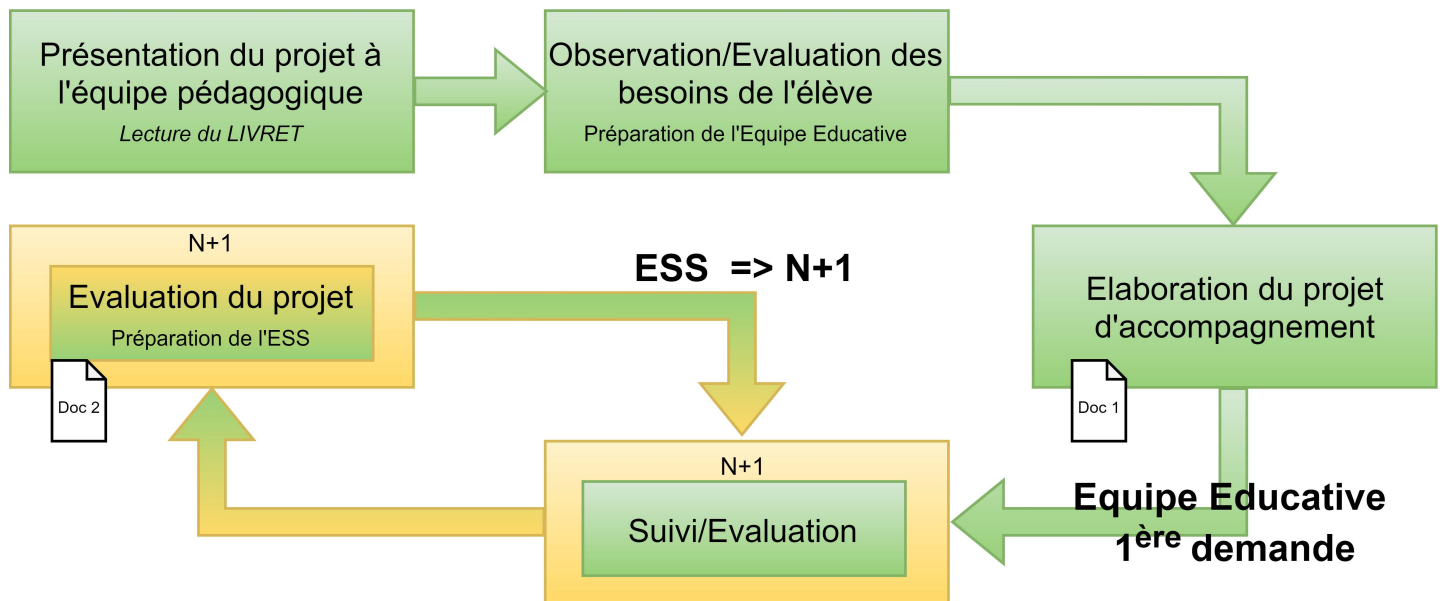 Présentation du projet à
l'équipe pédagogique
Lecture du LIVRET
Observation/Evaluation des
besoins de l'élève
Préparation de l'Equipe Educative
Elaboration du projet
d'accompagnement
Doc 1
Equipe Educative
1ère demande
N+1
Suivi/Evaluation
N+1
Evaluation du projet
Préparation de l'ESS
Doc 2
ESS => N+1